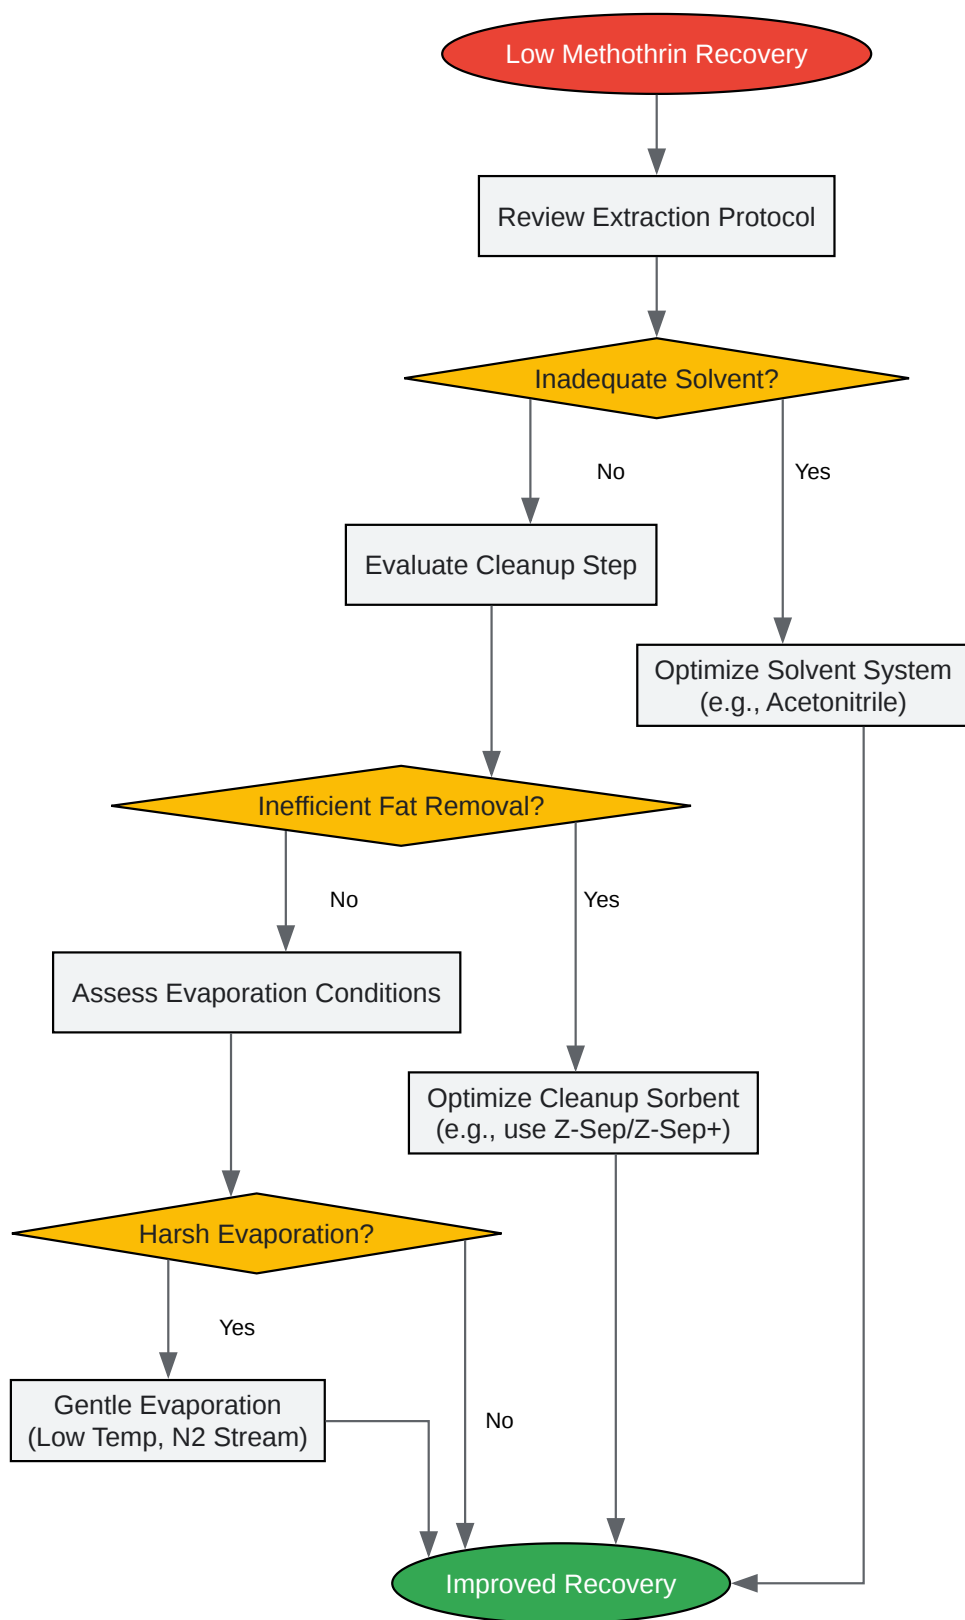 Low Methothrin Recovery
Review Extraction Protocol
Inadequate Solvent?
No
Yes
Evaluate Cleanup Step
Optimize Solvent System
(e.g., Acetonitrile)
Inefficient Fat Removal?
No
Yes
Assess Evaporation Conditions
Optimize Cleanup Sorbent
(e.g., use Z-Sep/Z-Sep+)
Harsh Evaporation?
Yes
Gentle Evaporation
(Low Temp, N2 Stream)
No
Improved Recovery